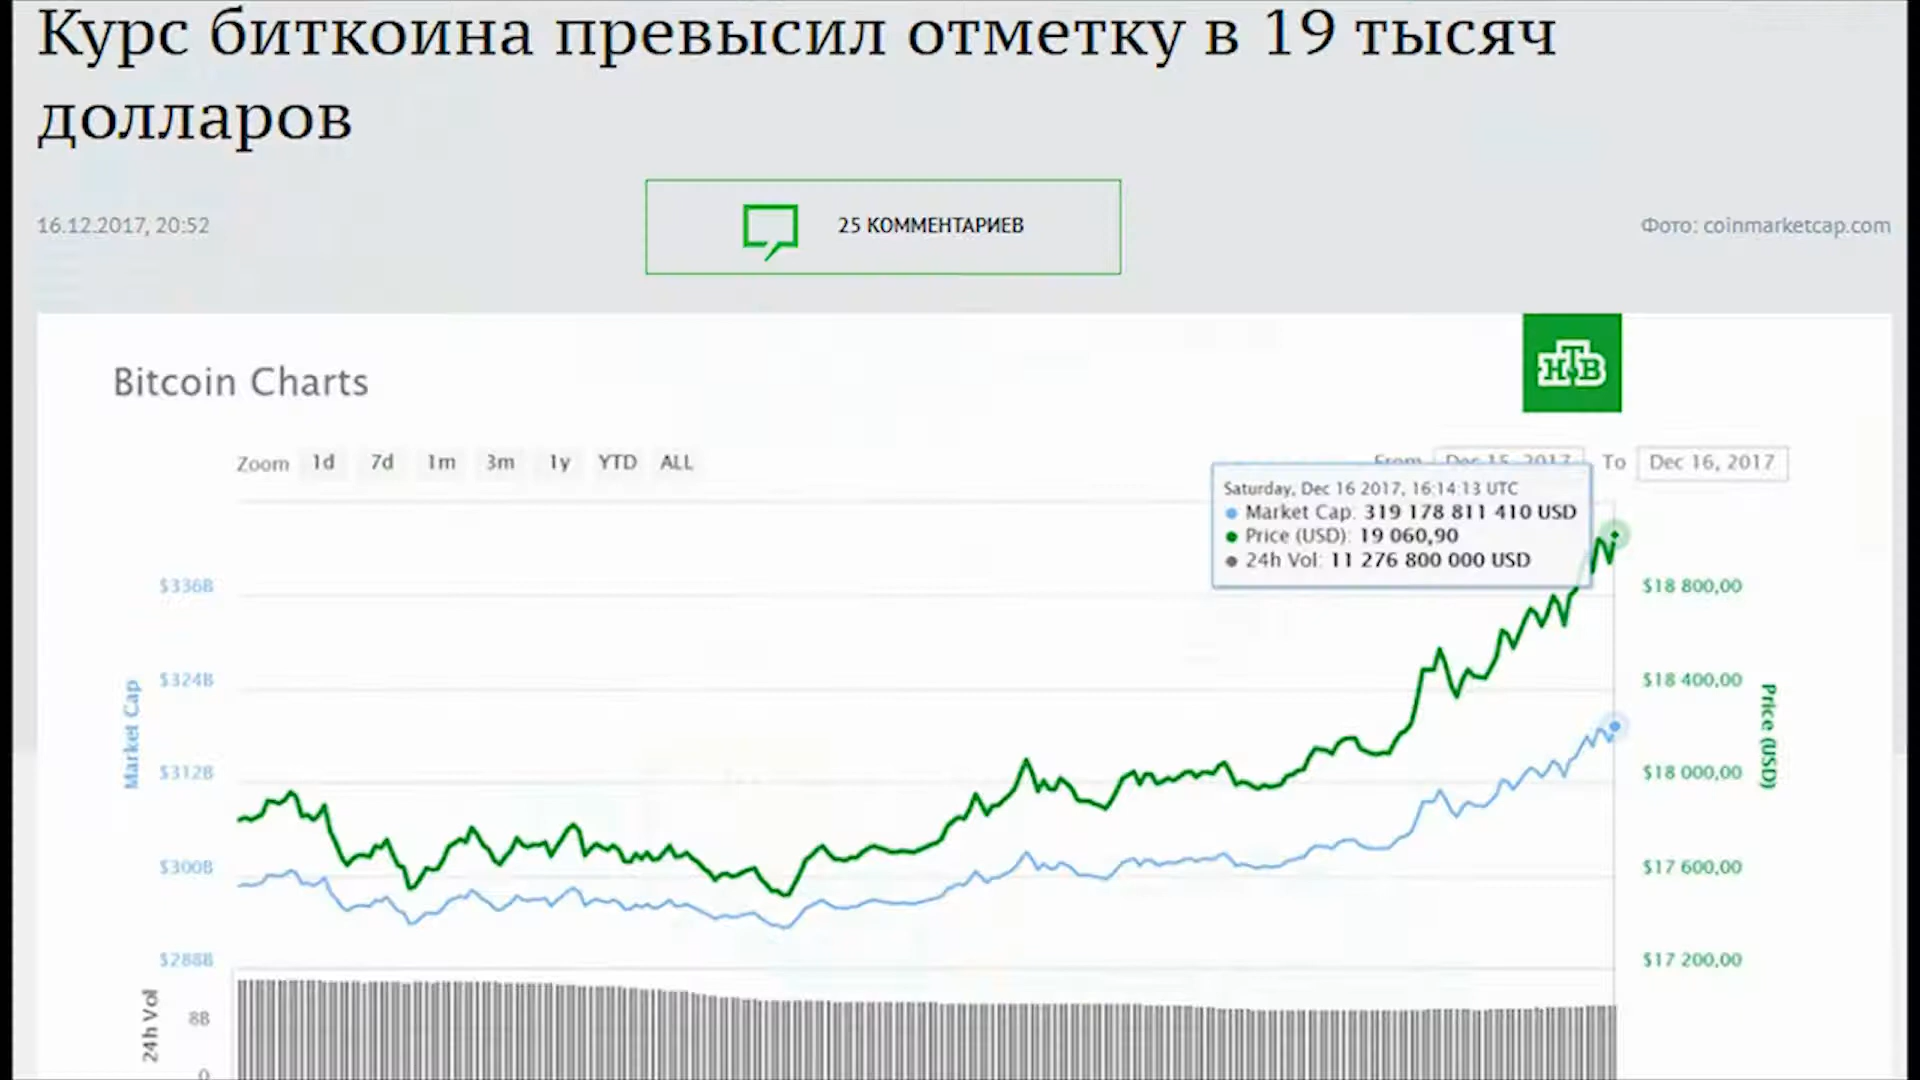 Курс биткоина превысил отметку в 19 тысяч
долларов
16.12.2017, 20:52
25 КОММЕНТАРИЕВ
Фото: coinmarketcap.com
НТВ
Bitcoin Charts
Zoom 1d 7d 1m 3m 1y YTD ALL
From Dec 15, 2017 To Dec 16, 2017
Saturday, Dec 16 2017, 16:14:13 UTC
Market Cap: 319 178 811 410 USD
Price (USD): 19 060,90
24h Vol: 11 276 800 000 USD
$336B
$324B
$312B
$300B
$288B
Market Cap
$18 800,00
$18 400,00
$18 000,00
$17 600,00
$17 200,00
Price (USD)
24h Vol
8B
0